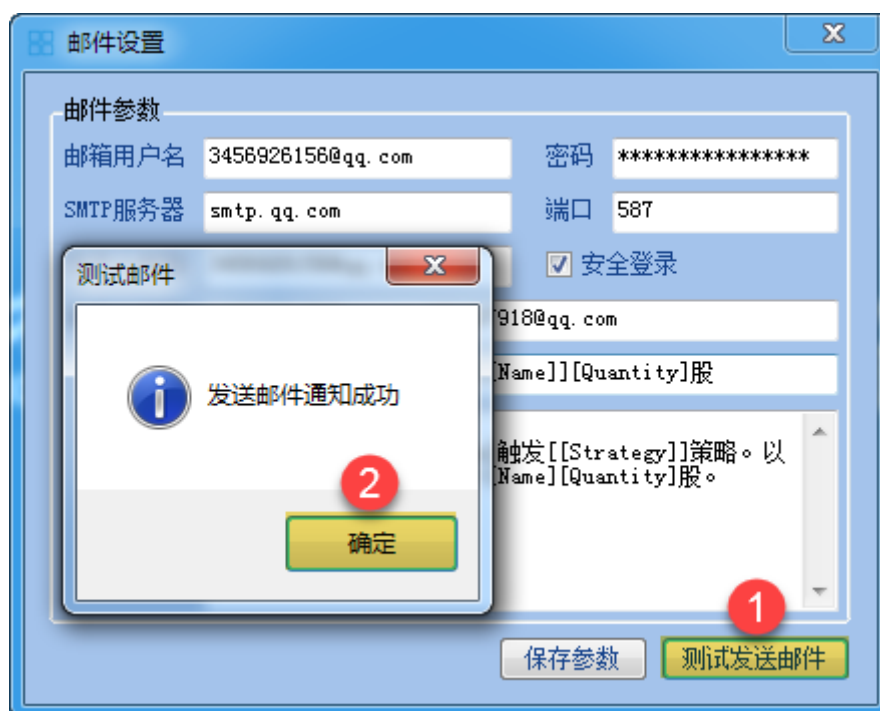 邮件设置
邮件参数
邮箱用户名 3456926156@qq.com 密码 ****************
SMTP服务器 smtp.qq.com 端口 587
测试邮件
安全登录
918@qq.com
[Name]][Quantity]股
发送邮件通知成功
触发[[Strategy]]策略。以
[Name][Quantity]股。
2
确定
1
保存参数 测试发送邮件